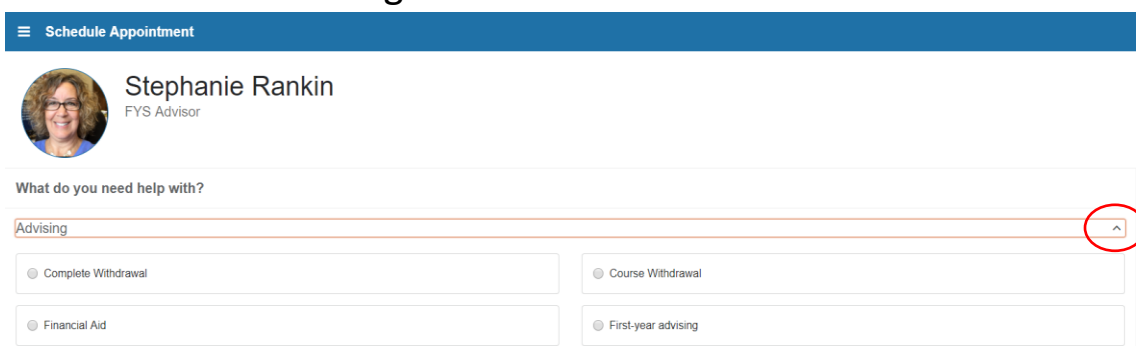 Schedule Appointment
Stephanie Rankin
FYS Advisor
What do you need help with?
Advising
Complete Withdrawal
Course Withdrawal
Financial Aid
First-year advising